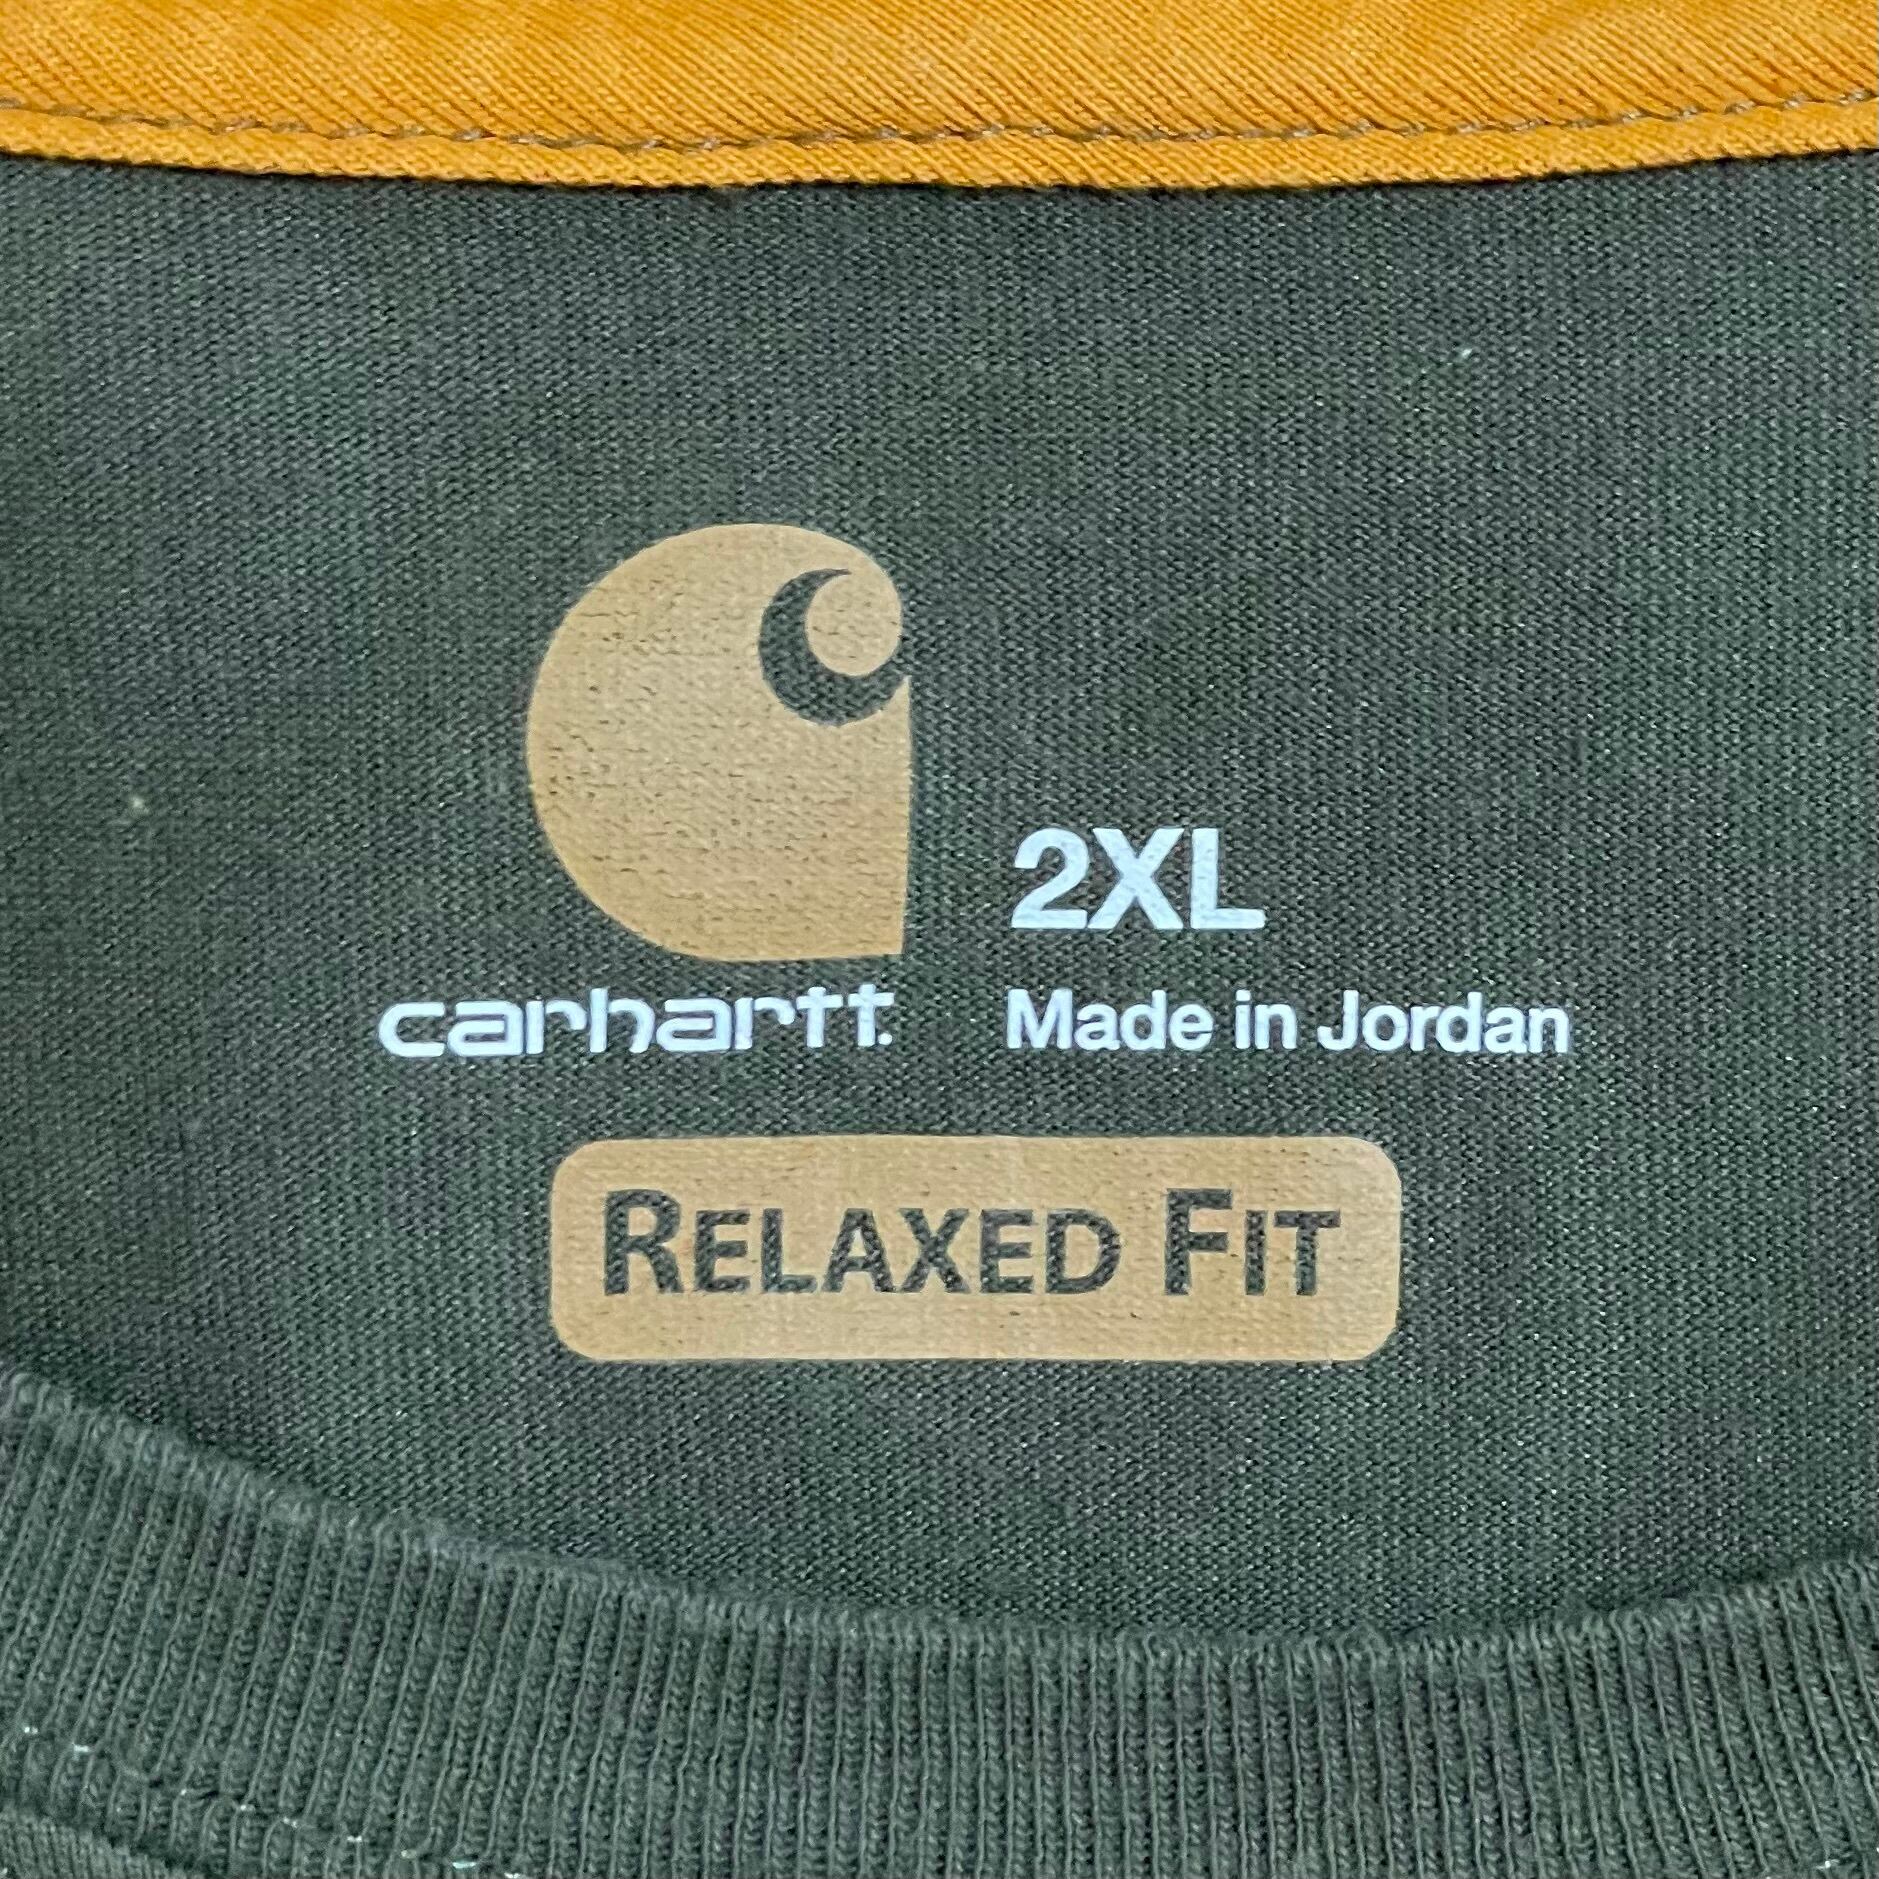 2XL
carhartt.
Made in Jordan
RELAXED FIT